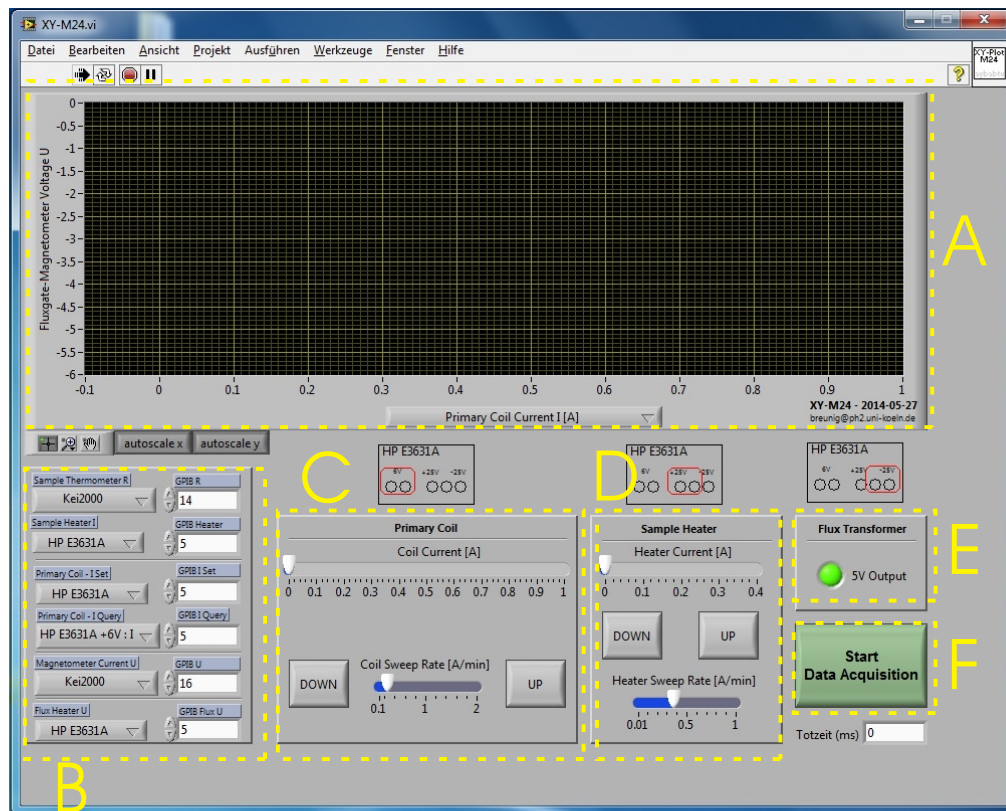 XY-M24.vi
Datei Bearbeiten Ansicht Projekt Ausführen Werkzeuge Fenster Hilfe
XY-Plot
M24
?
A
Fluxgate-Magnetometer Voltage U
0
-0.5
-1
-1.5
-2
-2.5
-3
-3.5
-4
-4.5
-5
-5.5
-6
-0.1 0 0.1 0.2 0.3 0.4 0.5 0.6 0.7 0.8 0.9 1
Primary Coil Current I [A]
XY-M24 - 2014-05-27
breunig@ph2.uni-koeln.de
autoscale x autoscale y
B
Sample Thermometer R GPIB R
Kei2000 14
Sample Heater I GPIB Heater
HP E3631A 5
Primary Coil - I Set GPIB I Set
HP E3631A 5
Primary Coil - I Query GPIB I Query
HP E3631A +6V : I 5
Magnetometer Current U GPIB U
Kei2000 16
Flux Heater U GPIB Flux U
HP E3631A 5
C
HP E3631A
6V +25V -25V
Primary Coil
Coil Current [A]
0 0.1 0.2 0.3 0.4 0.5 0.6 0.7 0.8 0.9 1
DOWN
Coil Sweep Rate [A/min]
0.1 1 2
UP
D
HP E3631A
6V +25V -25V
Sample Heater
Heater Current [A]
0 0.1 0.2 0.3 0.4
DOWN UP
Heater Sweep Rate [A/min]
0.01 0.5 1
HP E3631A
6V +25V -25V
E
Flux Transformer
5V Output
F
Start
Data Acquisition
Totzeit (ms) 0